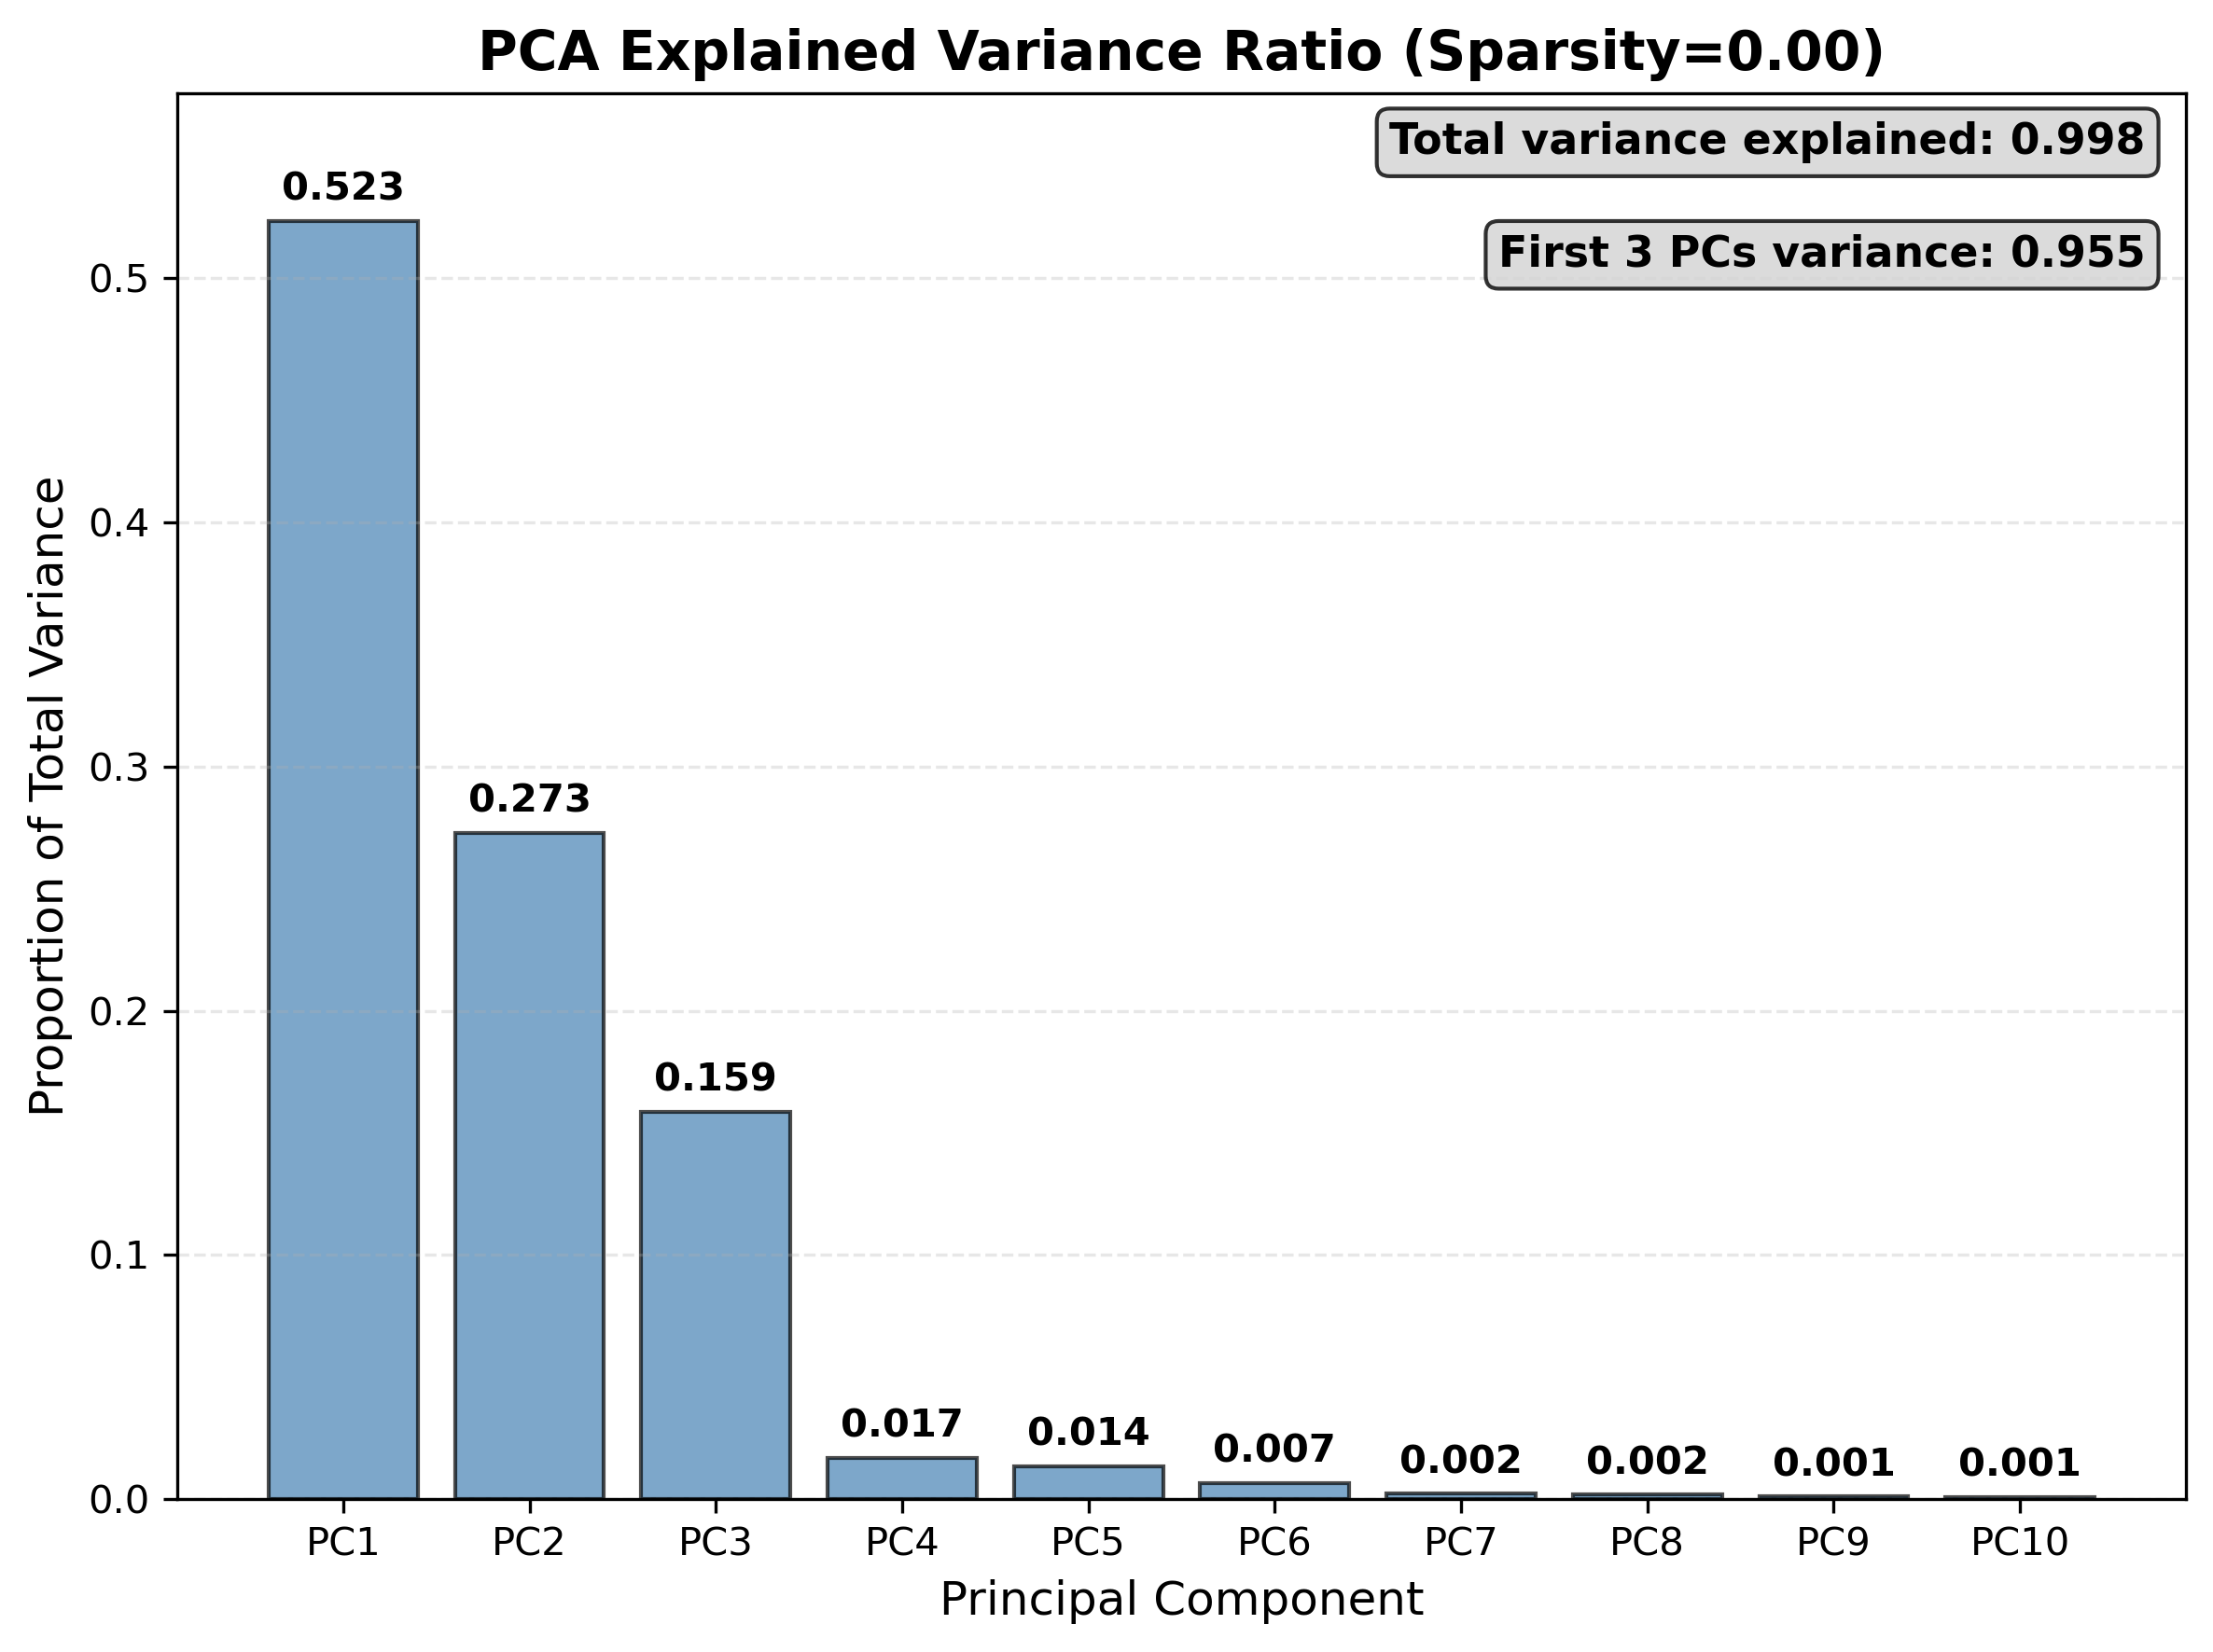 PCA Explained Variance Ratio (Sparsity=0.00)
Total variance explained: 0.998
First 3 PCs variance: 0.955
Proportion of Total Variance
0.5
0.4
0.3
0.2
0.1
0.0
0.523
0.273
0.159
0.017
0.014
0.007
0.002
0.002
0.001
0.001
PC1
PC2
PC3
PC4
PC5
PC6
PC7
PC8
PC9
PC10
Principal Component